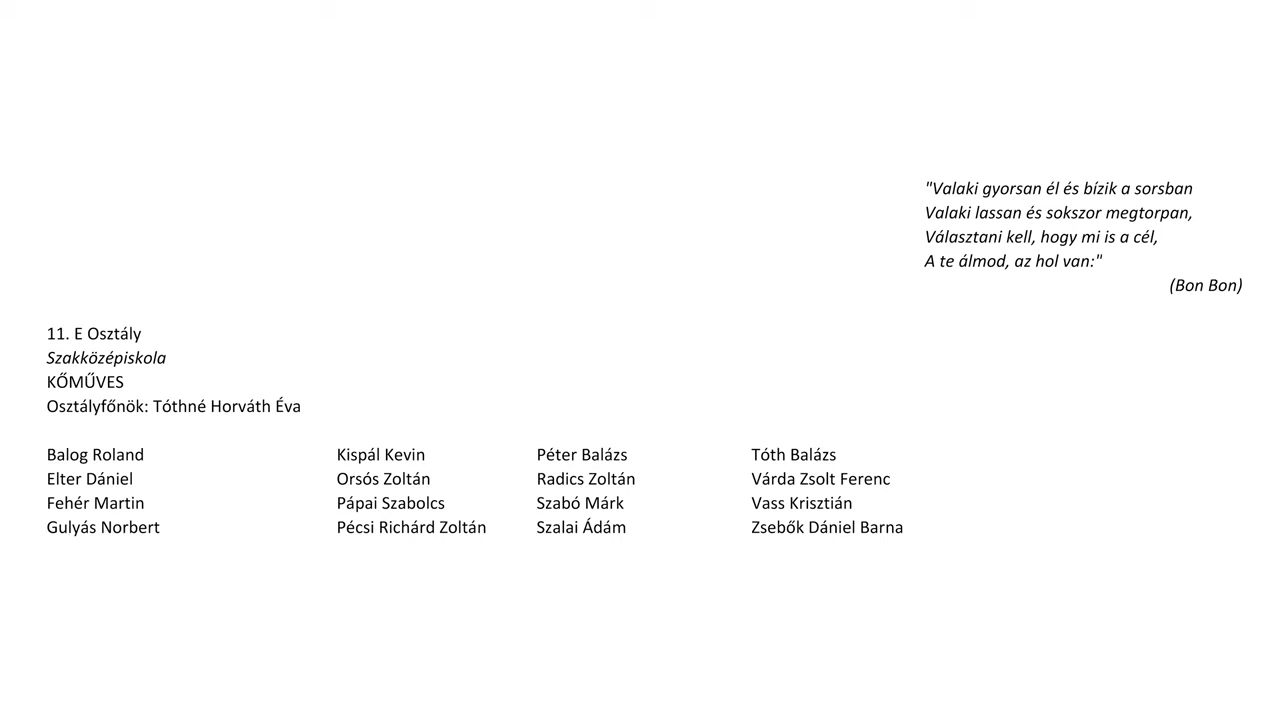 "Valaki gyorsan él és bízik a sorsban
Valaki lassan és sokszor megtorpan,
Választani kell, hogy mi is a cél,
A te álmod, az hol van:"
(Bon Bon)
11. E Osztály
Szakközépiskola
KŐMŰVES
Osztályfőnök: Tóthné Horváth Éva
Balog Roland Kispál Kevin Péter Balázs Tóth Balázs
Elter Dániel Orsós Zoltán Radics Zoltán Várda Zsolt Ferenc
Fehér Martin Pápai Szabolcs Szabó Márk Vass Krisztián
Gulyás Norbert Pécsi Richárd Zoltán Szalai Ádám Zsebők Dániel Barna